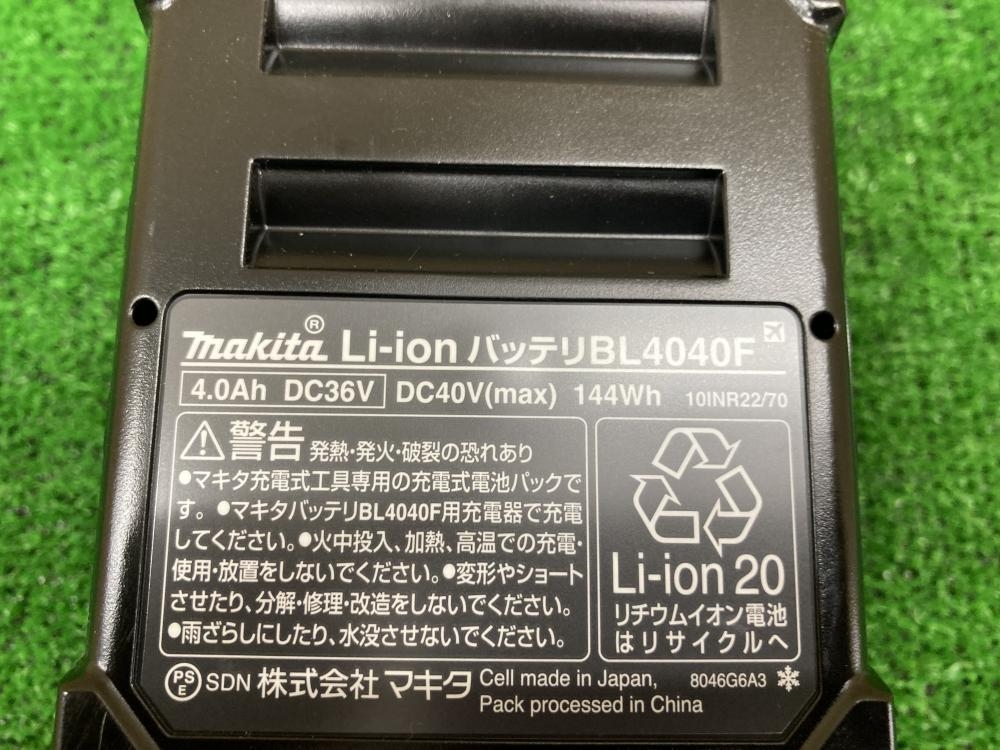 makita® Li-ion バッテリBL4040F
4.0Ah DC36V DC40V(max) 144Wh 10INR22/70
警告 発熱・発火・破裂の恐れあり
●マキタ充電式工具専用の充電式電池パックで
す。●マキタバッテリBL4040F用充電器で充電
してください。●火中投入、加熱、高温での充電・
使用・放置をしないでください。●変形やショート
させたり、分解・修理・改造をしないでください。
●雨ざらしにしたり、水没させないでください。
Li-ion 20
リチウムイオン電池
はリサイクルへ
PS
E
SDN 株式会社 マキタ
Cell made in Japan,
Pack processed in China
8046G6A3